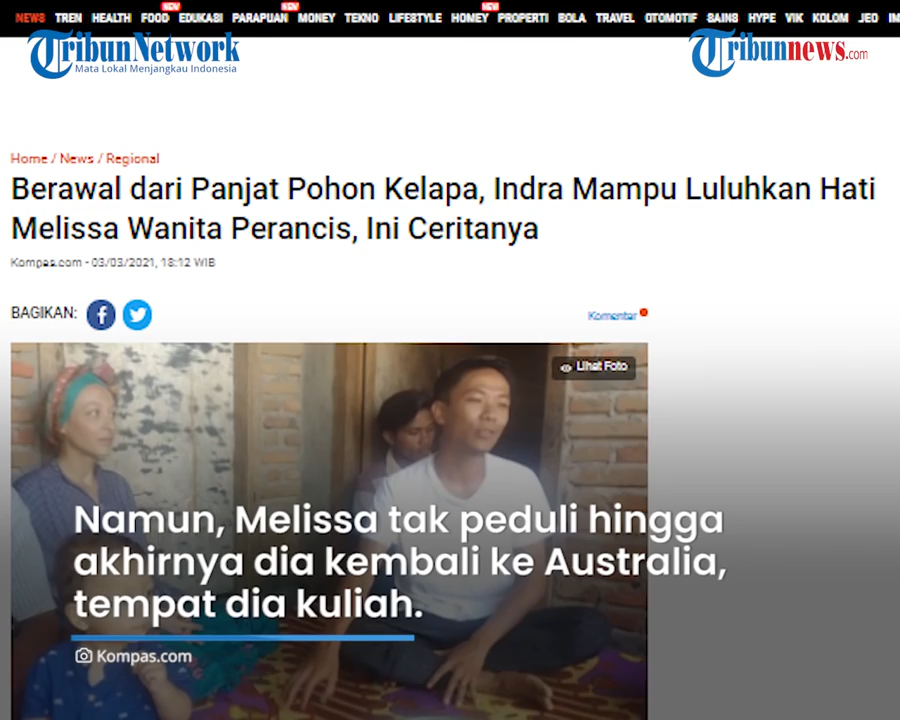 NEWS TREN HEALTH FOOD NEW EDUKASI PARAPUAN NEW MONEY TEKNO LIFESTYLE HOMEY NEW PROPERTI BOLA TRAVEL OTOMOTIF SAINS HYPE VIK KOLOM JEO
TribunNetwork
Mata Lokal Menjangkau Indonesia
Tribunnews.com
Home / News / Regional
Berawal dari Panjat Pohon Kelapa, Indra Mampu Luluhkan Hati
Melissa Wanita Perancis, Ini Ceritanya
Kompas.com - 03/03/2021, 18:12 WIB
BAGIKAN:
Komentar
Lihat Foto
Namun, Melissa tak peduli hingga
akhirnya dia kembali ke Australia,
tempat dia kuliah.
Kompas.com